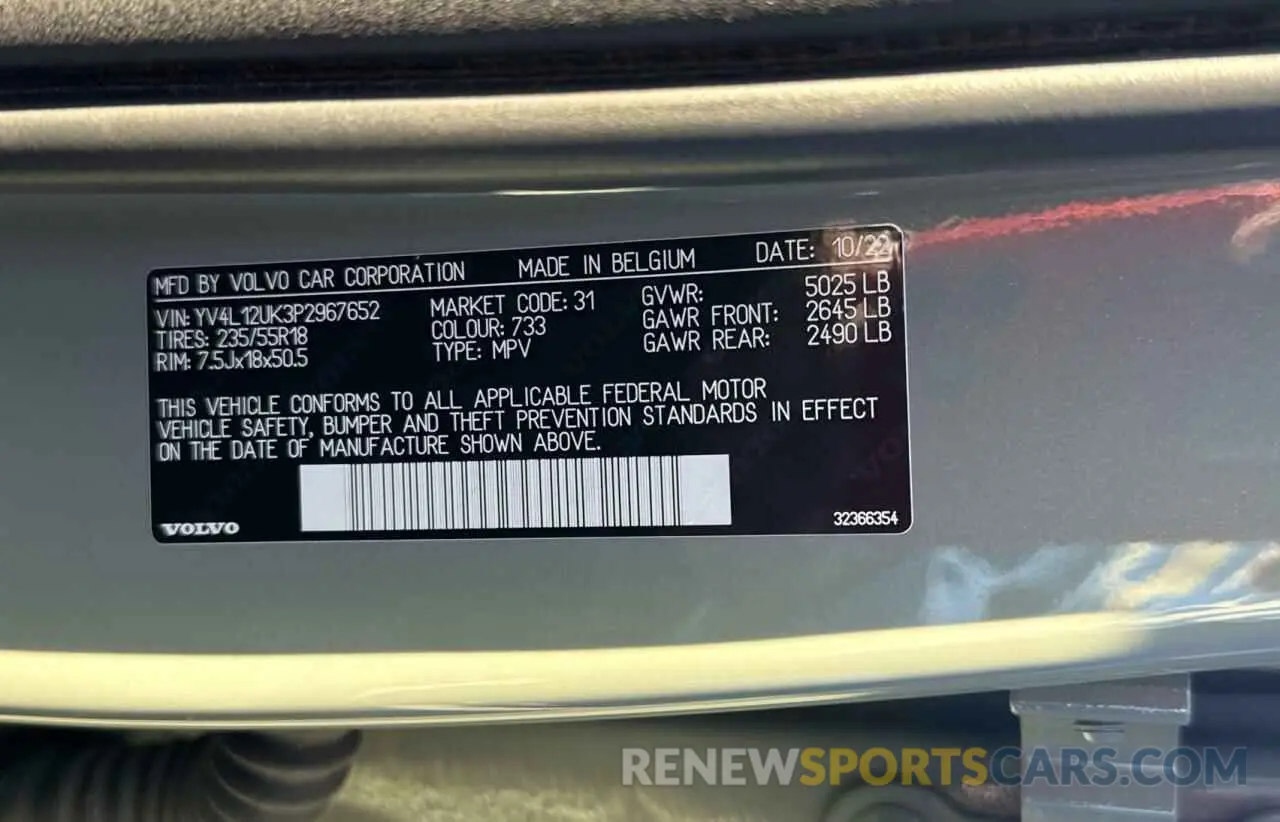 MFD BY VOLVO CAR CORPORATION MADE IN BELGIUM DATE: 10/22
VIN: YV4L12UK3P2967652 MARKET CODE: 31 GVWR: 5025 LB
TIRES: 235/55R18 COLOUR: 733 GAWR FRONT: 2645 LB
RIM: 7.5Jx18x50.5 TYPE: MPV GAWR REAR: 2490 LB
THIS VEHICLE CONFORMS TO ALL APPLICABLE FEDERAL MOTOR
VEHICLE SAFETY, BUMPER AND THEFT PREVENTION STANDARDS IN EFFECT
ON THE DATE OF MANUFACTURE SHOWN ABOVE.
VOLVO 32366354
RENEWSPORTSCARS.COM